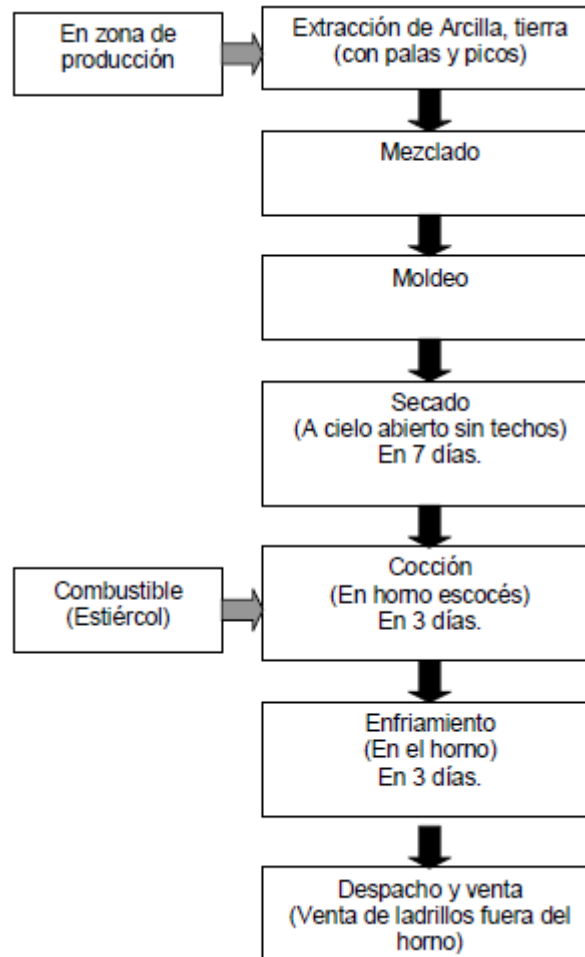 En zona de
producción
Extracción de Arcilla, tierra
(con palas y picos)
Mezclado
Moldeo
Secado
(A cielo abierto sin techos)
En 7 días.
Combustible
(Estiércol)
Cocción
(En horno escocés)
En 3 días.
Enfriamiento
(En el horno)
En 3 días.
Despacho y venta
(Venta de ladrillos fuera del
horno)